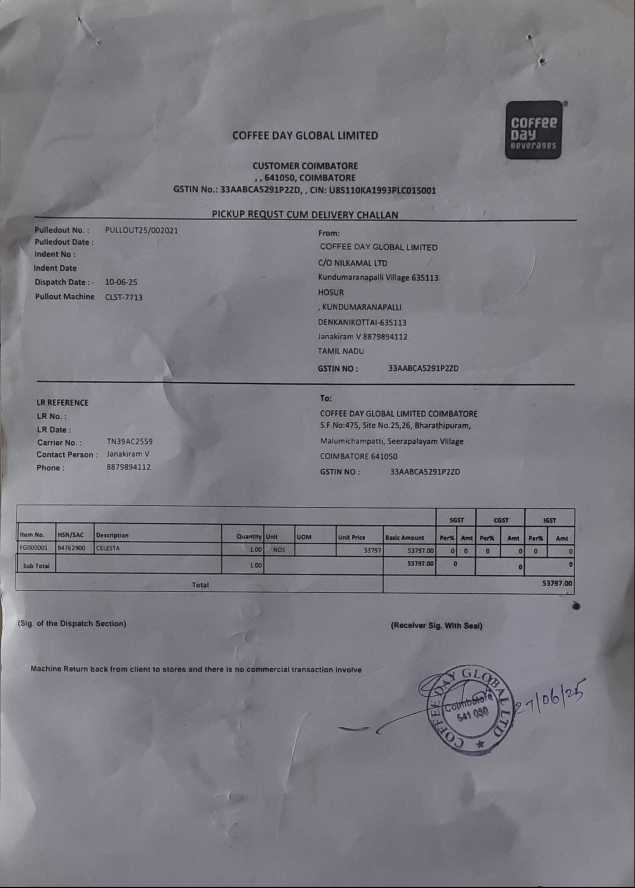 COFFEE
DAY
BEVERAGES
COFFEE DAY GLOBAL LIMITED
CUSTOMER COIMBATORE
, , 641050, COIMBATORE
GSTIN No.: 33AABCA5291P2ZD, , CIN: U85110KA1993PLC015001
PICKUP REQUST CUM DELIVERY CHALLAN
Pulledout No. : PULLOUT25/002021
Pulledout Date :
Indent No :
Indent Date
Dispatch Date : - 10-06-25
Pullout Machine CLST-7713
From:
COFFEE DAY GLOBAL LIMITED
C/O NILKAMAL LTD
Kundumaranapalli Village 635113
HOSUR
, KUNDUMARANAPALLI
DENKANIKOTTAI-635113
Janakiram V 8879894112
TAMIL NADU
GSTIN NO : 33AABCA5291P2ZD
LR REFERENCE
LR No. :
LR Date :
Carrier No. : TN39AC2559
Contact Person : Janakiram V
Phone : 8879894112
To:
COFFEE DAY GLOBAL LIMITED COIMBATORE
S.F.No:475, Site No.25,26, Bharathipuram,
Malumichampatti, Seerapalayam Village
COIMBATORE 641050
GSTIN NO : 33AABCA5291P2ZD
SGST CGST IGST
Item No. HSN/SAC Description Quantity Unit UOM Unit Price Basic Amount Per% Amt Per% Amt Per% Amt
FG000001 84762900 CELESTA 1.00 NOS 53797 53797.00 0 0 0 0 0 0
Sub Total 1.00 53797.00 0 0 0
Total 53797.00
(Sig. of the Dispatch Section) (Receiver Sig. With Seal)
Machine Return back from client to stores and there is no commercial transaction involve
COFFEE DAY GLOBAL LTD
Coimbatore
641 050
27/06/25